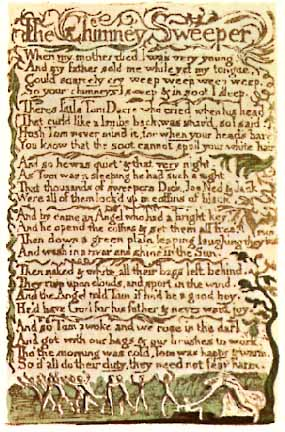 The Chimney Sweeper
When my mother died I was very young
And my father sold me while yet my tongue,
Could scarcely cry weep weep weep weep.
So your chimneys I sweep & in soot I sleep.
Theres little Tom Dacre who cried when his head
That curl'd like a lambs back, was shav'd, so I said.
Hush Tom never mind it, for when your heads bare,
You know that the soot cannot spoil your white hair
And so he was quiet, & that very night,
As Tom was a sleeping he had such a sight
That thousands of sweepers Dick, Joe Ned & Jack
Were all of them lock'd up in coffins of black,
And by came an Angel who had a bright key
And he open'd the coffins & set them all free.
Then down a green plain leaping laughing they run
And wash in a river and shine in the Sun.
Then naked & white, all their bags left behind,
They rise upon clouds, and sport in the wind.
And the Angel told Tom if he'd be a good boy,
He'd have God for his father & never want joy.
And so Tom awoke and we rose in the dark
And got with our bags & our brushes to work.
Tho' the morning was cold, Tom was happy & warm,
So if all do their duty, they need not fear harm.